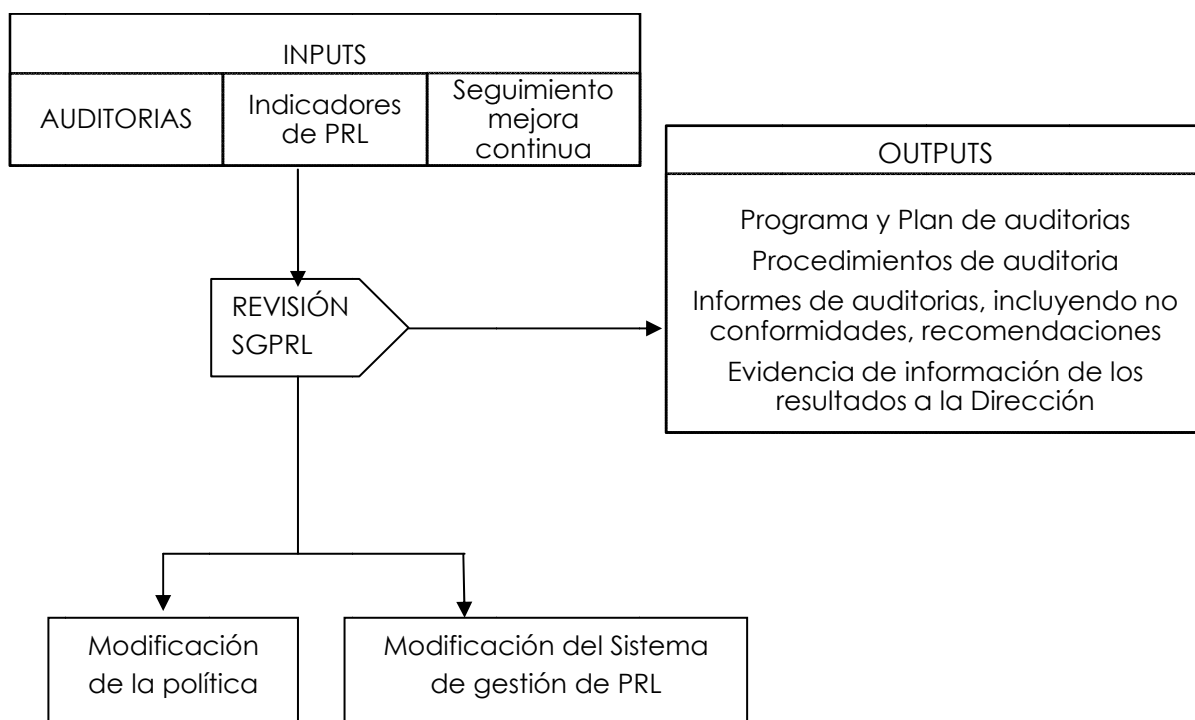 INPUTS
AUDITORIAS
Indicadores
de PRL
Seguimiento
mejora
continua
OUTPUTS
Programa y Plan de auditorias
Procedimientos de auditoria
Informes de auditorias, incluyendo no
conformidades, recomendaciones
Evidencia de información de los
resultados a la Dirección
REVISIÓN
SGPRL
Modificación
de la política
Modificación del Sistema
de gestión de PRL